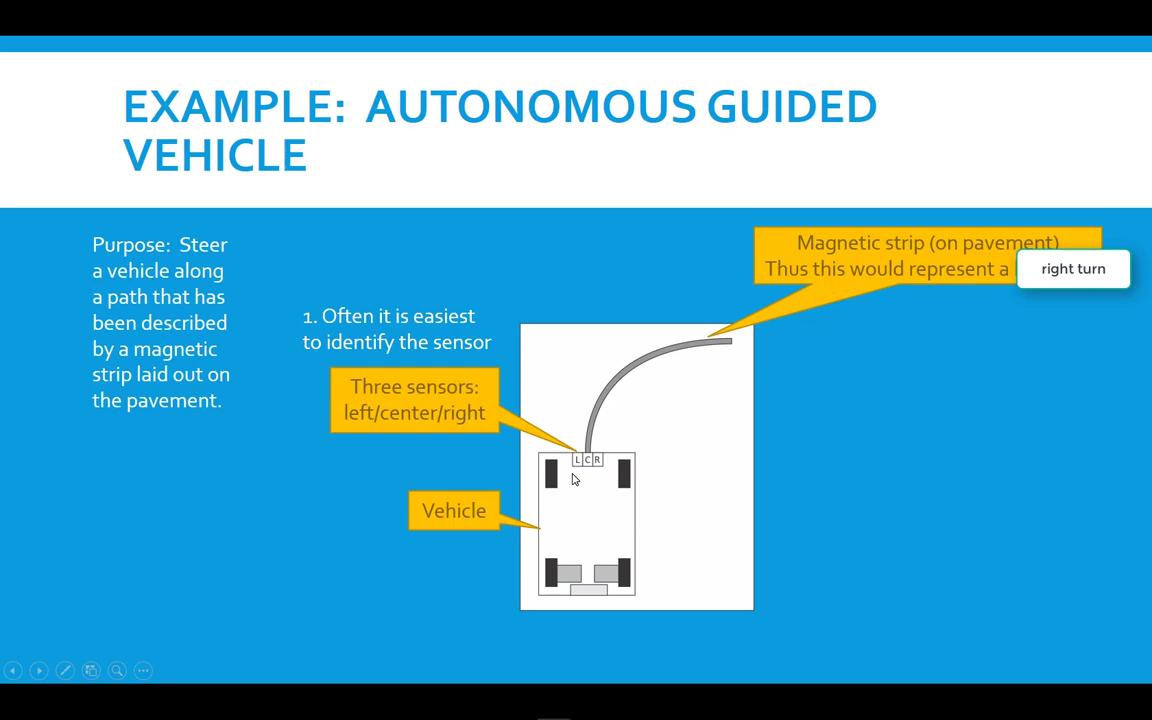 EXAMPLE: AUTONOMOUS GUIDED
VEHICLE
Purpose: Steer
a vehicle along
a path that has
been described
by a magnetic
strip laid out on
the pavement.
1. Often it is easiest
to identify the sensor
Three sensors:
left/center/right
Vehicle
Magnetic strip (on pavement)
Thus this would represent a
right turn
L C R